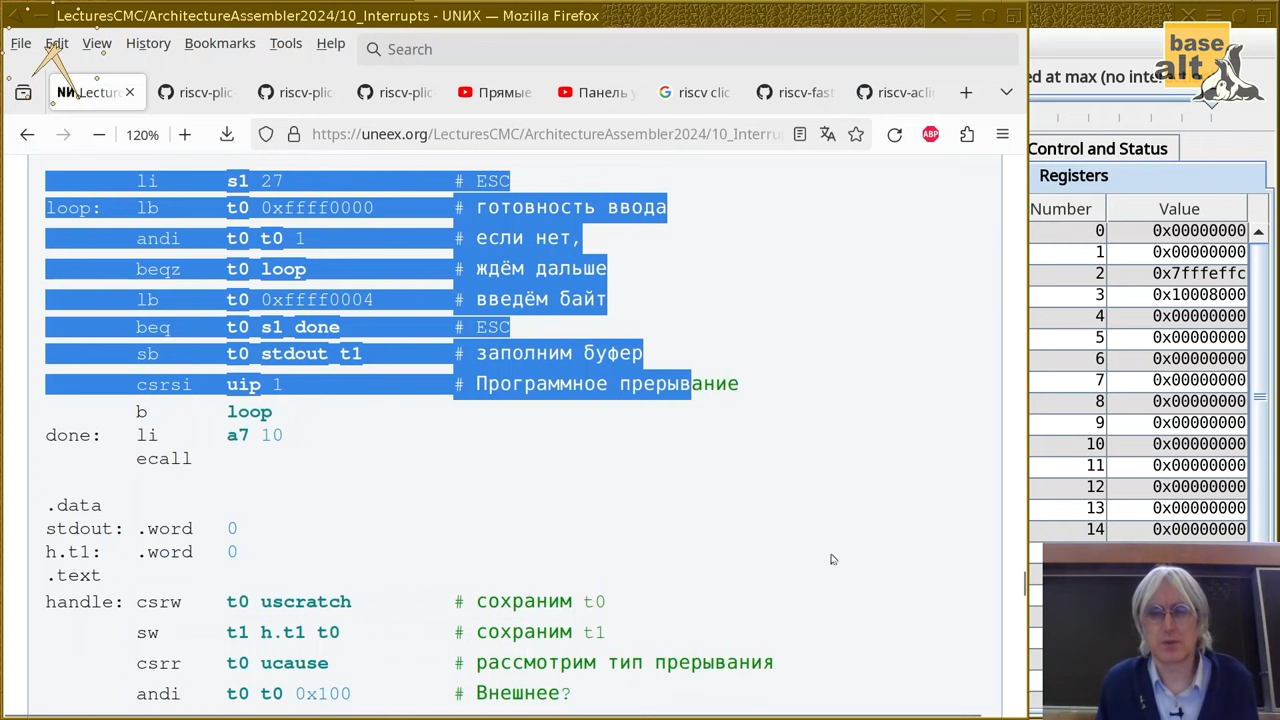 LecturesCMC/ArchitectureAssembler2024/10_Interrupts - UNИX — Mozilla Firefox
File Edit View History Bookmarks Tools Help
Search
base
alt
ed at max (no inte
Lecture
riscv-plic
riscv-plic
riscv-plic
Прямые
Панель у
riscv clic
riscv-fast
riscv-aclin
120%
https://uneex.org/LecturesCMC/ArchitectureAssembler2024/10_Interru
ABP
li s1 27 # ESC
loop: lb t0 0xffff0000 # готовность ввода
andi t0 t0 1 # если нет,
beqz t0 loop # ждём дальше
lb t0 0xffff0004 # введём байт
beq t0 s1 done # ESC
sb t0 stdout t1 # заполним буфер
csrsi uip 1 # Программное прерывание
b loop
done: li a7 10
ecall
.data
stdout: .word 0
h.t1: .word 0
.text
handle: csrw t0 uscratch # сохраним t0
sw t1 h.t1 t0 # сохраним t1
csrr t0 ucause # рассмотрим тип прерывания
andi t0 t0 0x100 # Внешнее?
Control and Status
Registers
Number Value
0 0x00000000
1 0x00000000
2 0x7fffeffc
3 0x10008000
4 0x00000000
5 0x00000000
6 0x00000000
7 0x00000000
8 0x00000000
9 0x00000000
10 0x00000000
11 0x00000000
12 0x00000000
13 0x00000000
14 0x00000000